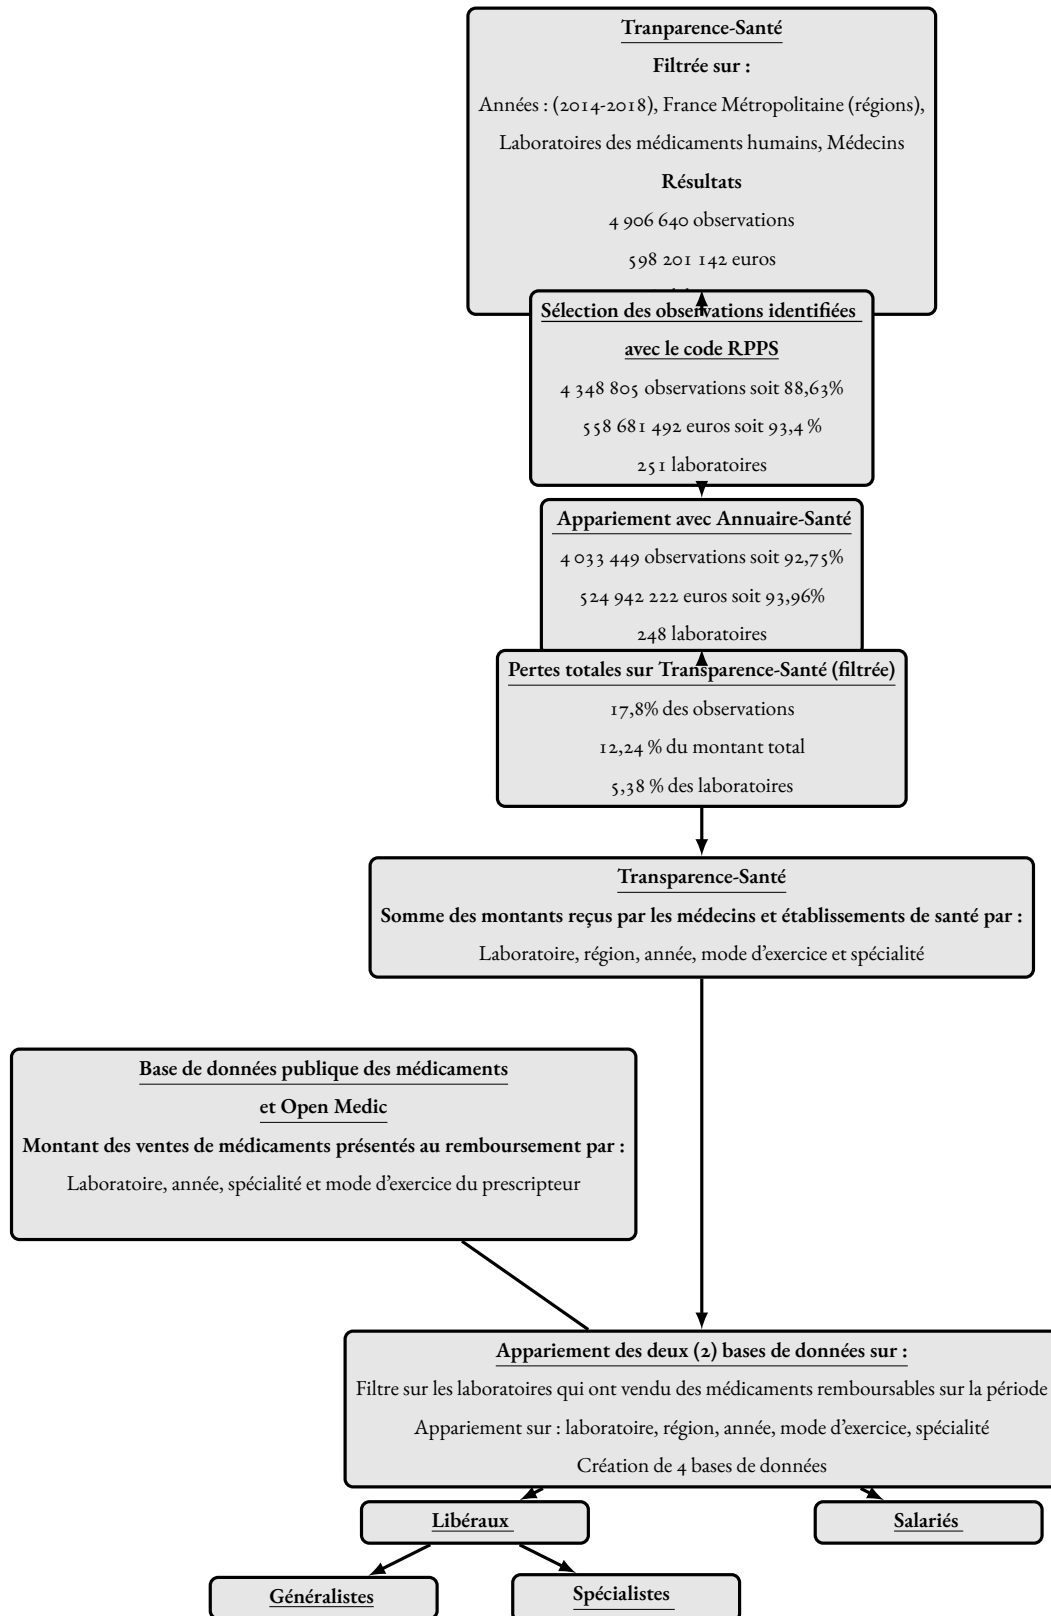 Tranparence-Santé
Filtrée sur :
Années : (2014-2018), France Métropolitaine (régions),
Laboratoires des médicaments humains, Médecins
Résultats
4 906 640 observations
598 201 142 euros
Sélection des observations identifiées
avec le code RPPS
4 348 805 observations soit 88,63%
558 681 492 euros soit 93,4 %
251 laboratoires
Appariement avec Annuaire-Santé
4 033 449 observations soit 92,75%
524 942 222 euros soit 93,96%
248 laboratoires
Pertes totales sur Transparence-Santé (filtrée)
17,8% des observations
12,24 % du montant total
5,38 % des laboratoires
Transparence-Santé
Somme des montants reçus par les médecins et établissements de santé par :
Laboratoire, région, année, mode d'exercice et spécialité
Base de données publique des médicaments
et Open Medic
Montant des ventes de médicaments présentés au remboursement par :
Laboratoire, année, spécialité et mode d'exercice du prescripteur
Appariement des deux (2) bases de données sur :
Filtre sur les laboratoires qui ont vendu des médicaments remboursables sur la période
Appariement sur : laboratoire, région, année, mode d'exercice, spécialité
Création de 4 bases de données
Libéraux
Salariés
Généralistes
Spécialistes